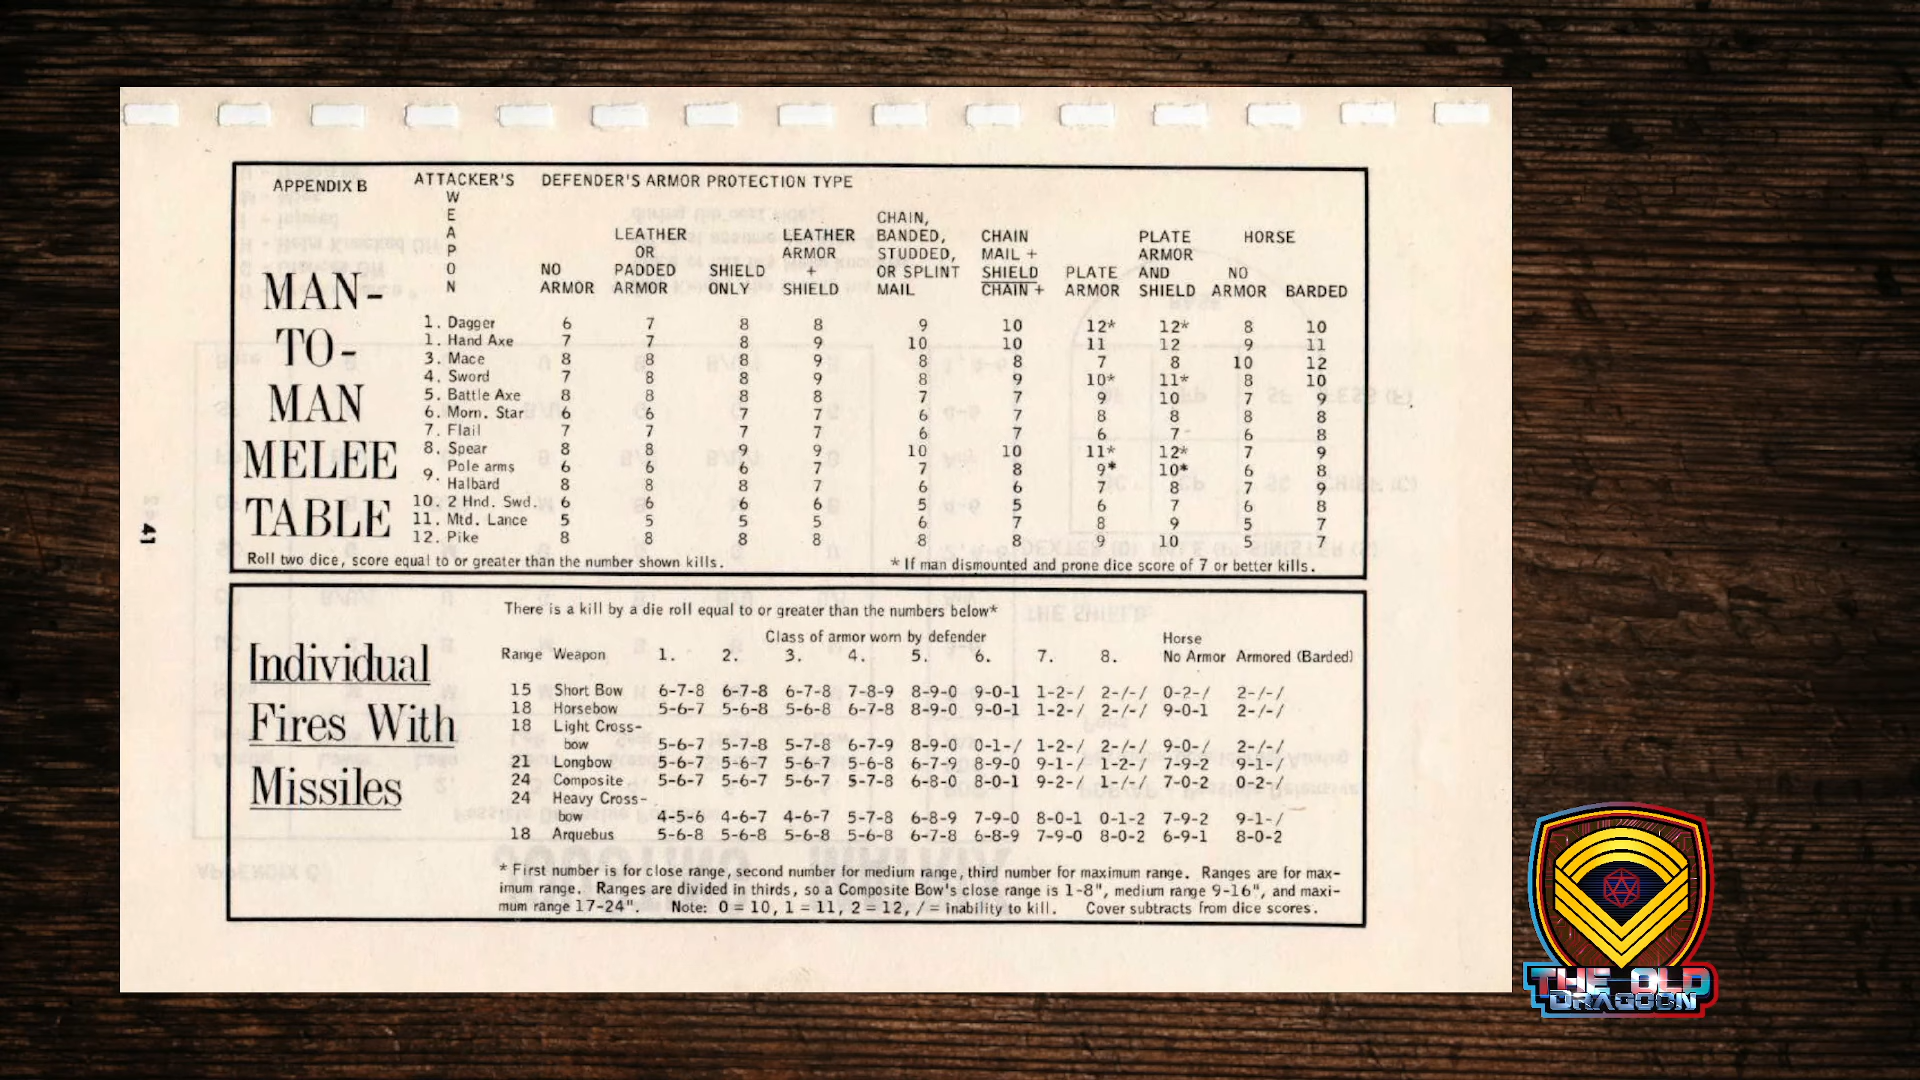 APPENDIX B
ATTACKER'S DEFENDER'S ARMOR PROTECTION TYPE
WEAPON
NO ARMOR
LEATHER OR PADDED ARMOR
SHIELD ONLY
LEATHER ARMOR + SHIELD
CHAIN, BANDED, STUDDED, OR SPLINT MAIL
CHAIN MAIL + SHIELD CHAIN +
PLATE ARMOR
PLATE ARMOR AND SHIELD
HORSE
NO ARMOR BARDED
MAN-
TO-
MAN
MELEE
TABLE
1. Dagger 6 7 8 8 9 10 12* 12* 8 10
1. Hand Axe 7 7 8 9 10 10 11 12 9 11
3. Mace 8 8 8 9 8 8 7 8 10 12
4. Sword 7 8 8 9 8 9 10* 11* 8 10
5. Battle Axe 8 8 8 8 7 7 9 10 7 9
6. Morn. Star 6 6 7 7 6 7 8 8 8 8
7. Flail 7 7 7 7 6 7 6 7 6 8
8. Spear 8 8 9 9 10 10 11* 12* 7 9
9. Pole arms 6 6 6 7 7 8 9* 10* 6 8
Halbard 8 8 8 7 6 6 7 8 7 9
10. 2 Hnd. Swd. 6 6 6 6 5 5 6 7 6 8
11. Mtd. Lance 5 5 5 5 6 7 8 9 5 7
12. Pike 8 8 8 8 8 8 9 10 5 7
Roll two dice, score equal to or greater than the number shown kills. * If man dismounted and prone dice score of 7 or better kills.
41
Individual
Fires With
Missiles
There is a kill by a die roll equal to or greater than the numbers below*
Class of armor worn by defender
Horse
Range Weapon 1. 2. 3. 4. 5. 6. 7. 8. No Armor Armored (Barded)
15 Short Bow 6-7-8 6-7-8 6-7-8 7-8-9 8-9-0 9-0-1 1-2-/ 2-/-/ 0-2-/ 2-/-/
18 Horsebow 5-6-7 5-6-8 5-6-8 6-7-8 8-9-0 9-0-1 1-2-/ 2-/-/ 9-0-1 2-/-/
18 Light Cross-
bow 5-6-7 5-7-8 5-7-8 6-7-9 8-9-0 0-1-/ 1-2-/ 2-/-/ 9-0-/ 2-/-/
21 Longbow 5-6-7 5-6-7 5-6-7 5-6-8 6-7-9 8-9-0 9-1-/ 1-2-/ 7-9-2 9-1-/
24 Composite 5-6-7 5-6-7 5-6-7 5-7-8 6-8-0 8-0-1 9-2-/ 1-/-/ 7-0-2 0-2-/
24 Heavy Cross-
bow 4-5-6 4-6-7 4-6-7 5-7-8 6-8-9 7-9-0 8-0-1 0-1-2 7-9-2 9-1-/
18 Arquebus 5-6-8 5-6-8 5-6-8 5-6-8 6-7-8 6-8-9 7-9-0 8-0-2 6-9-1 8-0-2
* First number is for close range, second number for medium range, third number for maximum range. Ranges are for max-
imum range. Ranges are divided in thirds, so a Composite Bow's close range is 1-8", medium range 9-16", and maxi-
mum range 17-24". Note: 0 = 10, 1 = 11, 2 = 12, / = inability to kill. Cover subtracts from dice scores.
THE OLD
DRAGOON